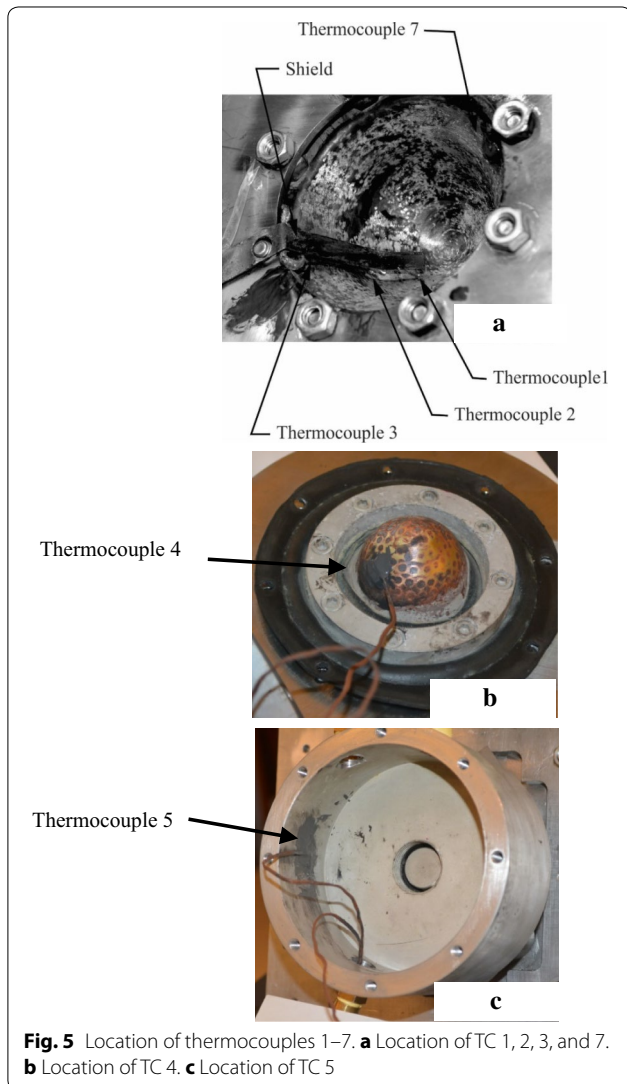 Thermocouple 7
Shield
a
Thermocouple1
Thermocouple 2
Thermocouple 3
Thermocouple 4
b
Thermocouple 5
c
Fig. 5 Location of thermocouples 1–7. a Location of TC 1, 2, 3, and 7.
b Location of TC 4. c Location of TC 5